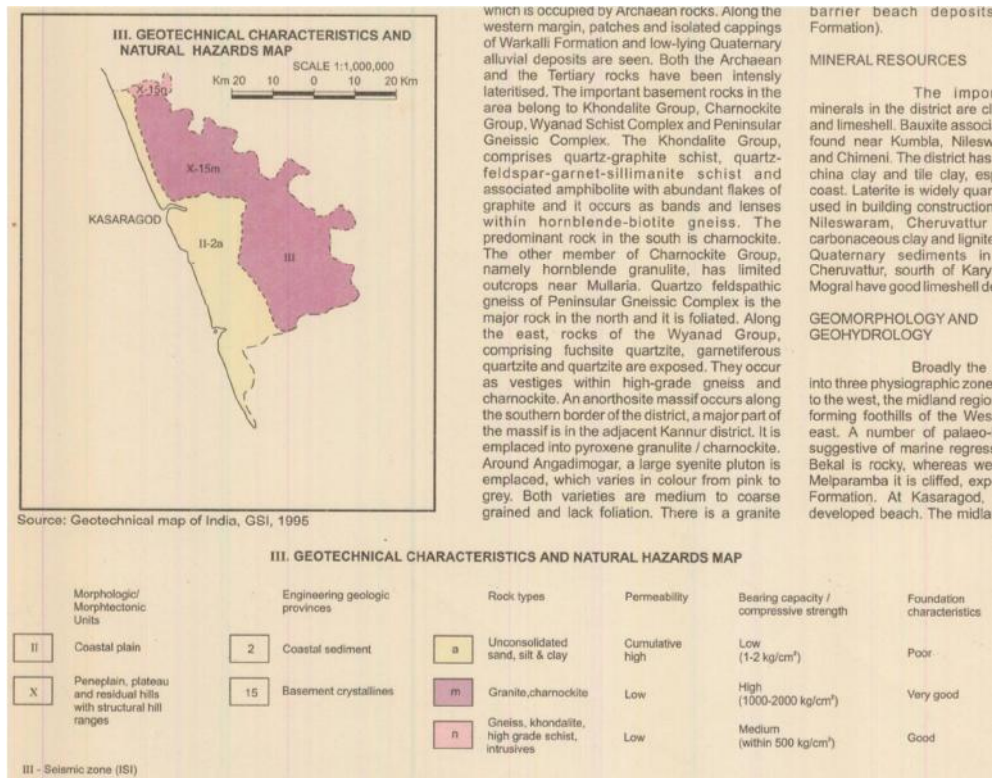 III. GEOTECHNICAL CHARACTERISTICS AND
NATURAL HAZARDS MAP
SCALE 1:1,000,000
Km 20 10 0 10 20 Km
X-15n
X-15m
KASARAGOD
II-2a
III
Source: Geotechnical map of India, GSI, 1995
which is occupied by Archaean rocks. Along the
western margin, patches and isolated cappings
of Warkalli Formation and low-lying Quaternary
alluvial deposits are seen. Both the Archaean
and the Tertiary rocks have been intensly
lateritised. The important basement rocks in the
area belong to Khondalite Group, Charnockite
Group, Wyanad Schist Complex and Peninsular
Gneissic Complex. The Khondalite Group,
comprises quartz-graphite schist, quartz-
feldspar-garnet-sillimanite schist and
associated amphibolite with abundant flakes of
graphite and it occurs as bands and lenses
within hornblende-biotite gneiss. The
predominant rock in the south is charnockite.
The other member of Charnockite Group,
namely hornblende granulite, has limited
outcrops near Mullaria. Quartzo feldspathic
gneiss of Peninsular Gneissic Complex is the
major rock in the north and it is foliated. Along
the east, rocks of the Wyanad Group,
comprising fuchsite quartzite, garnetiferous
quartzite and quartzite are exposed. They occur
as vestiges within high-grade gneiss and
charnockite. An anorthosite massif occurs along
the southern border of the district, a major part of
the massif is in the adjacent Kannur district. It is
emplaced into pyroxene granulite / charnockite.
Around Angadimogar, a large syenite pluton is
emplaced, which varies in colour from pink to
grey. Both varieties are medium to coarse
grained and lack foliation. There is a granite
barrier beach deposits
Formation).
MINERAL RESOURCES
The impor
minerals in the district are cl
and limeshell. Bauxite associ
found near Kumbla, Nilesw
and Chimeni. The district has
china clay and tile clay, esp
coast. Laterite is widely quar
used in building construction
Nileswaram, Cheruvattur
carbonaceous clay and lignite
Quaternary sediments in
Cheruvattur, sourth of Kary
Mogral have good limeshell de
GEOMORPHOLOGY AND
GEOHYDROLOGY
Broadly the
into three physiographic zone
to the west, the midland regio
forming foothills of the Wes
east. A number of palaeo-
suggestive of marine regress
Bekal is rocky, whereas we
Melparamba it is cliffed, exp
Formation. At Kasaragod,
developed beach. The midla
III. GEOTECHNICAL CHARACTERISTICS AND NATURAL HAZARDS MAP
Morphologic/
Morphtectonic
Units
Engineering geologic
provinces
Rock types
Permeability
Bearing capacity /
compressive strength
Foundation
characteristics
II
Coastal plain
2
Coastal sediment
a
Unconsolidated
sand, silt & clay
Cumulative
high
Low
(1-2 kg/cm²)
Poor
X
Peneplain, plateau
and residual hills
with structural hill
ranges
15
Basement crystallines
m
Granite,charnockite
Low
High
(1000-2000 kg/cm²)
Very good
n
Gneiss, khondalite,
high grade schist,
intrusives
Low
Medium
(within 500 kg/cm²)
Good
III - Seismic zone (ISI)